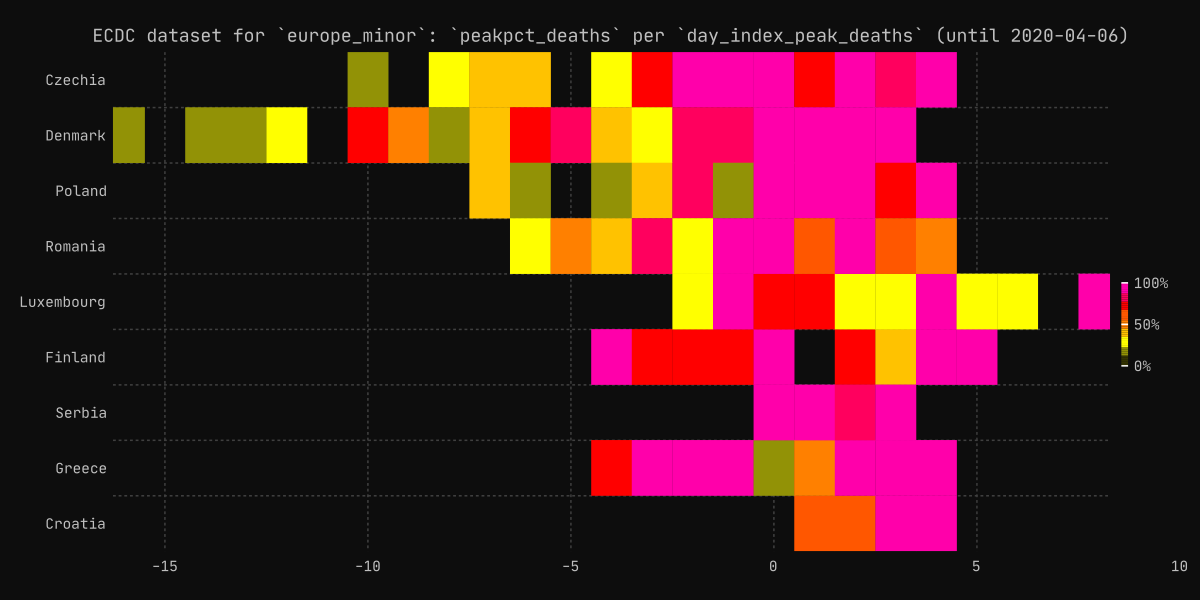 ECDC dataset for `europe_minor`: `peakpct_deaths` per `day_index_peak_deaths` (until 2020-04-06)
Czechia
Denmark
Poland
Romania
Luxembourg
Finland
Serbia
Greece
Croatia
100%
50%
0%
-15 -10 -5 0 5 10